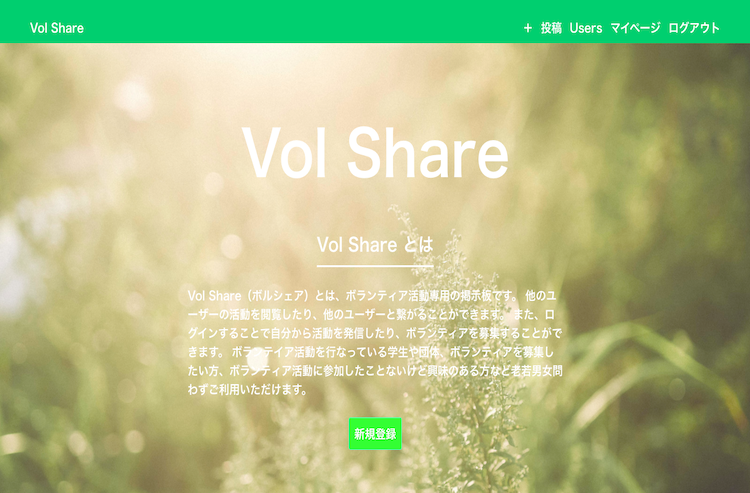 Vol Share
＋ 投稿 Users マイページ ログアウト
Vol Share
Vol Share とは
Vol Share（ボルシェア）とは、ボランティア活動専用の掲示板です。 他のユ
ーザーの活動を閲覧したり、他のユーザーと繋がることができます。 また、ロ
グインすることで自分から活動を発信したり、ボランティアを募集することがで
きます。 ボランティア活動を行なっている学生や団体、ボランティアを募集し
たい方、ボランティア活動に参加したことないけど興味のある方など老若男女問
わずご利用いただけます。
新規登録